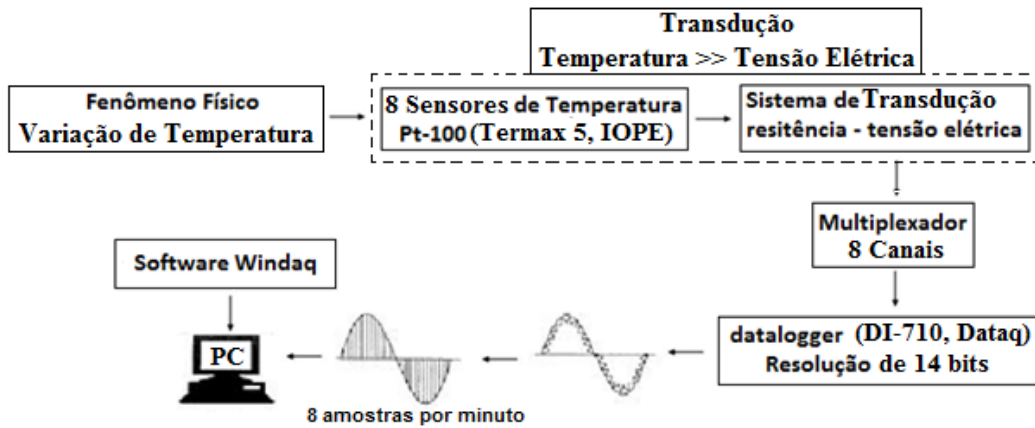 Transdução
Temperatura >> Tensão Elétrica
Fenômeno Físico
Variação de Temperatura
8 Sensores de Temperatura
Pt-100 (Termax 5, IOPE)
Sistema de Transdução
resitência - tensão elétrica
Multiplexador
8 Canais
datalogger (DI-710, Dataq)
Resolução de 14 bits
Software Windaq
PC
8 amostras por minuto